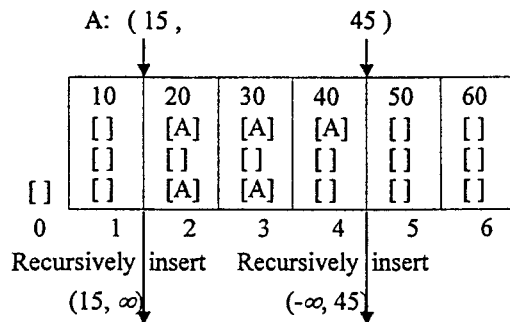 A: ( 15 , 45 )
10 20 30 40 50 60
[ ] [A] [A] [A] [ ] [ ]
[ ] [ ] [ ] [ ] [ ] [ ]
[ ] [ ] [A] [A] [ ] [ ] [ ]
0 1 2 3 4 5 6
Recursively insert Recursively insert
(15, ∞) (-∞, 45)